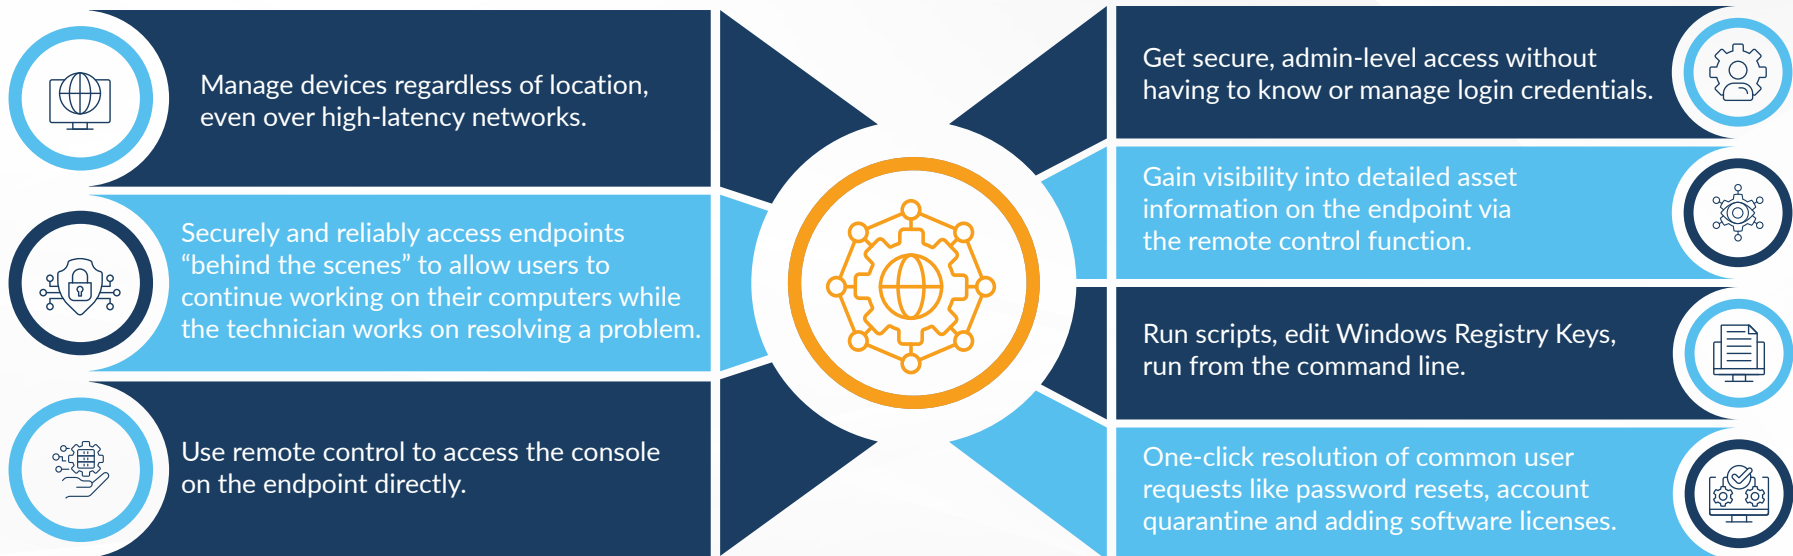 Manage devices regardless of location,
even over high-latency networks.
Securely and reliably access endpoints
“behind the scenes” to allow users to
continue working on their computers while
the technician works on resolving a problem.
Use remote control to access the console
on the endpoint directly.
Get secure, admin-level access without
having to know or manage login credentials.
Gain visibility into detailed asset
information on the endpoint via
the remote control function.
Run scripts, edit Windows Registry Keys,
run from the command line.
One-click resolution of common user
requests like password resets, account
quarantine and adding software licenses.